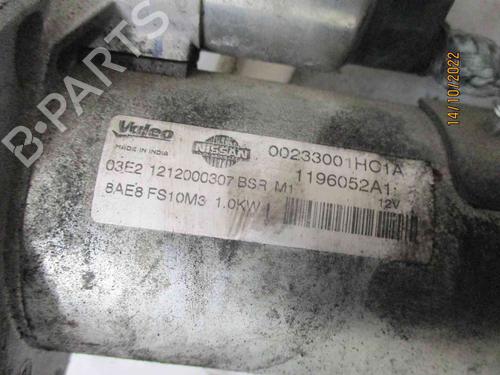 B-PARTS
14/10/2022
Valeo
MADE IN INDIA
NISSAN
00233001HO1A
03E2 1212000307 BSR M1
1196052A1
8AE8 FS10M3 1.0KW
12V